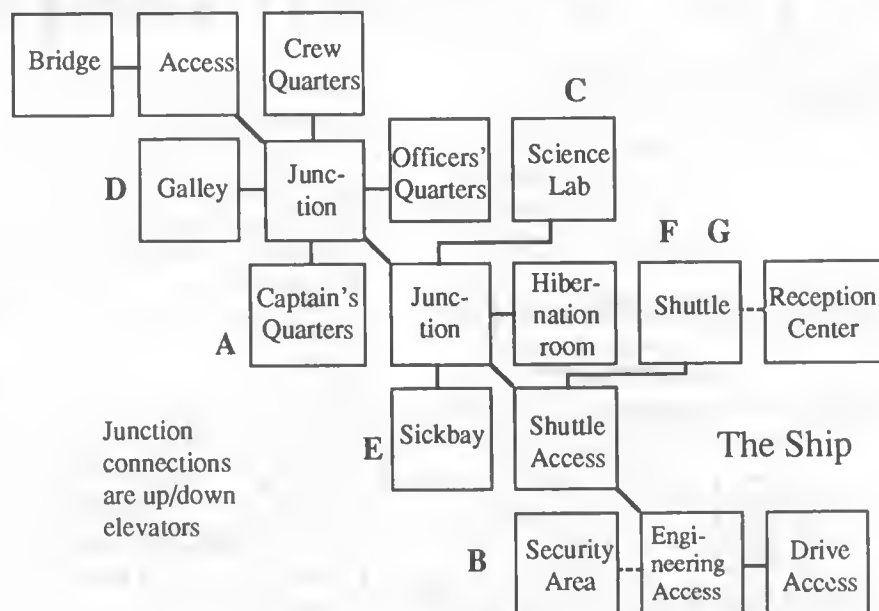 Bridge
Access
Crew
Quarters
C
D
Galley
Junc-
tion
Officers'
Quarters
Science
Lab
F G
A
Captain's
Quarters
Junc-
tion
Hiber-
nation
room
Shuttle
Reception
Center
Junction
connections
are up/down
elevators
E
Sickbay
Shuttle
Access
The Ship
B
Security
Area
Engi-
neering
Access
Drive
Access